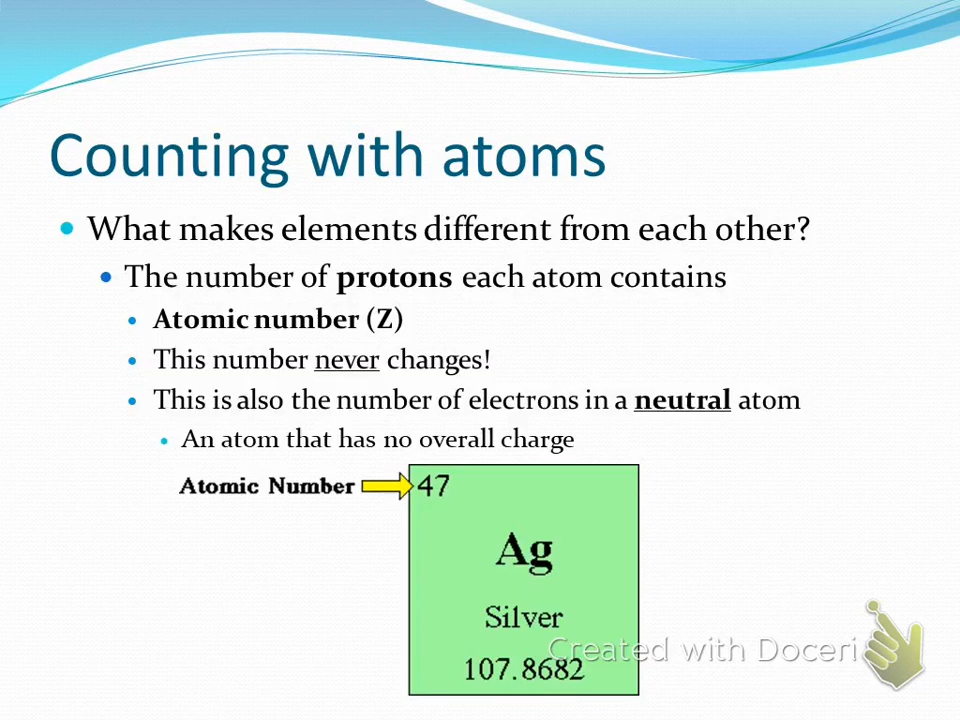 Counting with atoms
What makes elements different from each other?
The number of protons each atom contains
Atomic number (Z)
This number never changes!
This is also the number of electrons in a neutral atom
An atom that has no overall charge
Atomic Number 47
Ag
Silver
Created with Doceri
107.8682